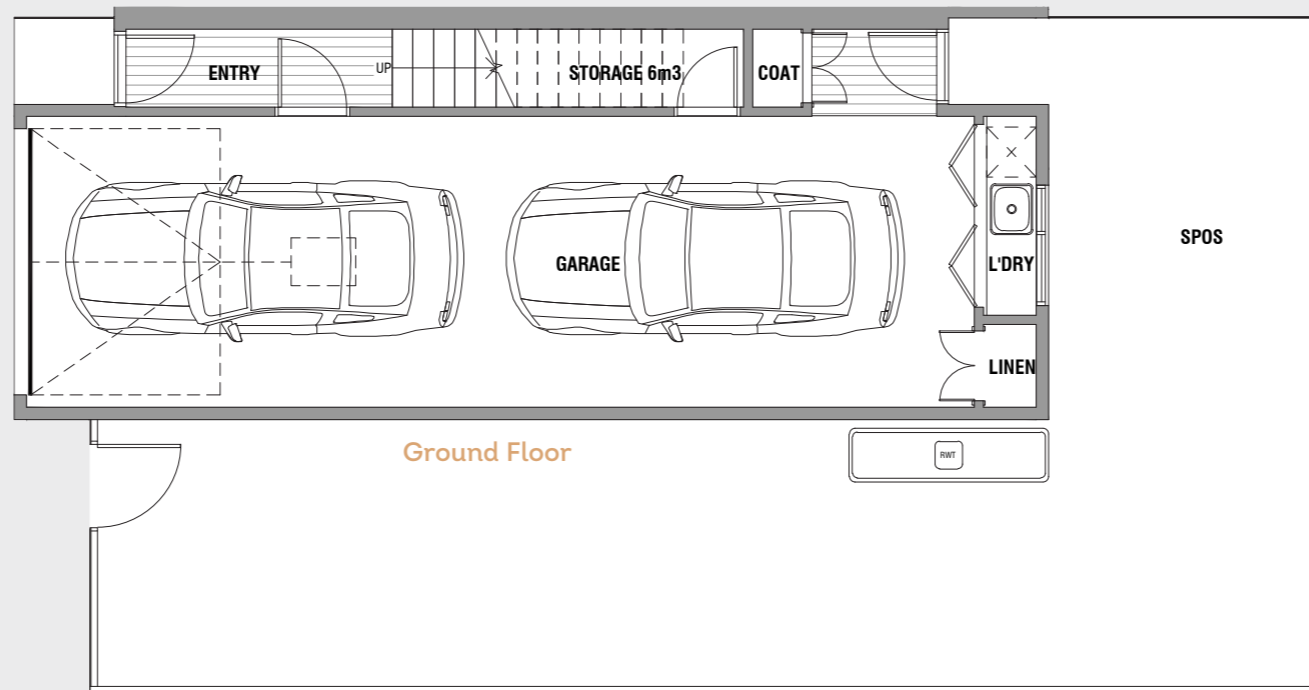 ENTRY
UP
STORAGE 6m3
COAT
GARAGE
L'DRY
SPOS
LINEN
Ground Floor
RWT